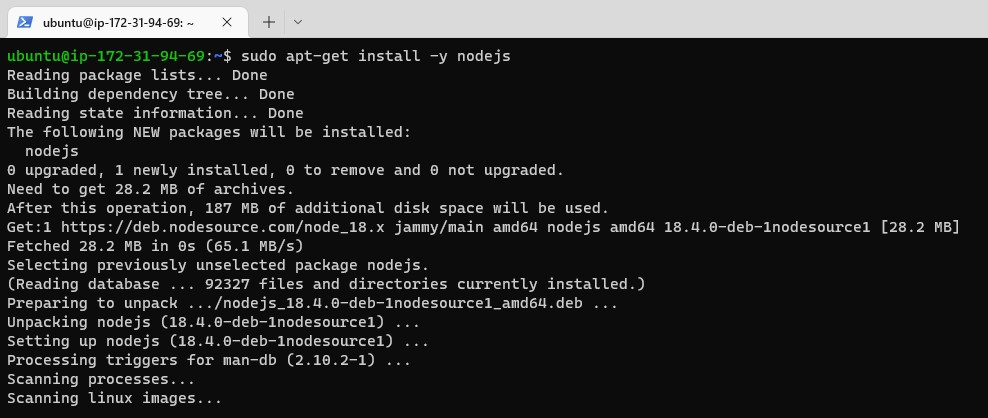 ubuntu@ip-172-31-94-69: ~
ubuntu@ip-172-31-94-69:~$ sudo apt-get install -y nodejs
Reading package lists... Done
Building dependency tree... Done
Reading state information... Done
The following NEW packages will be installed:
  nodejs
0 upgraded, 1 newly installed, 0 to remove and 0 not upgraded.
Need to get 28.2 MB of archives.
After this operation, 187 MB of additional disk space will be used.
Get:1 https://deb.nodesource.com/node_18.x jammy/main amd64 nodejs amd64 18.4.0-deb-1nodesource1 [28.2 MB]
Fetched 28.2 MB in 0s (65.1 MB/s)
Selecting previously unselected package nodejs.
(Reading database ... 92327 files and directories currently installed.)
Preparing to unpack .../nodejs_18.4.0-deb-1nodesource1_amd64.deb ...
Unpacking nodejs (18.4.0-deb-1nodesource1) ...
Setting up nodejs (18.4.0-deb-1nodesource1) ...
Processing triggers for man-db (2.10.2-1) ...
Scanning processes...
Scanning linux images...